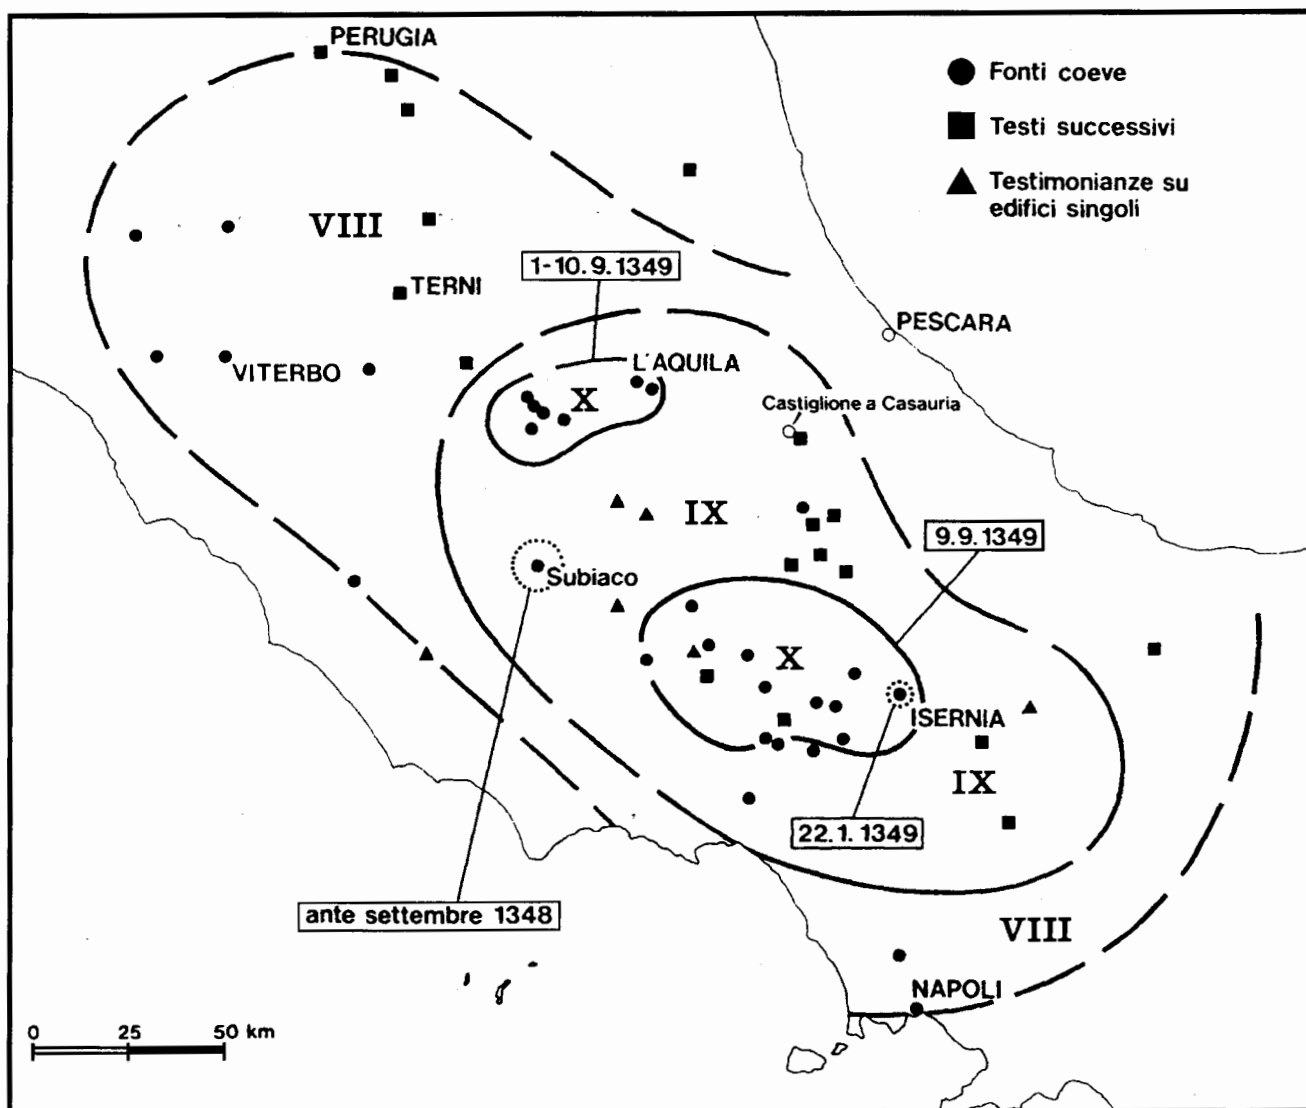 PERUGIA
Fonti coeve
Testi successivi
Testimonianze su
edifici singoli
VIII
1-10.9.1349
TERNI
PESCARA
L'AQUILA
VITERBO
X
Castiglione a Casauria
IX
9.9.1349
Subiaco
X
ISERNIA
IX
22.1.1349
ante settembre 1348
VIII
NAPOLI
0 25 50 km